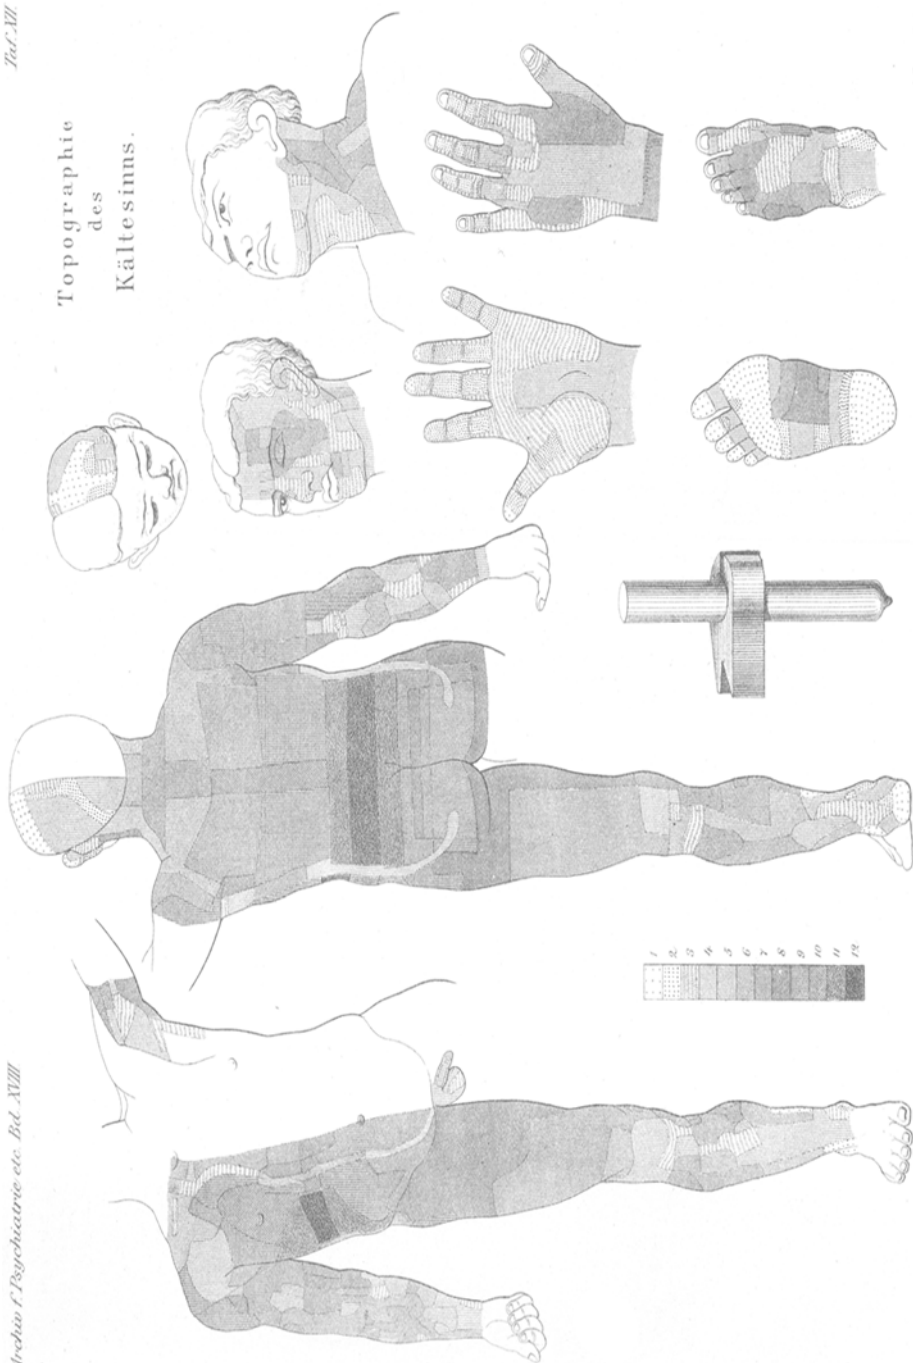 Archiv f. Psychiatrie etc. Bd. XVIII
Taf. XII.
Topographie
des
Kältesinns.
1
2
3
4
5
6
7
8
9
10
11
12